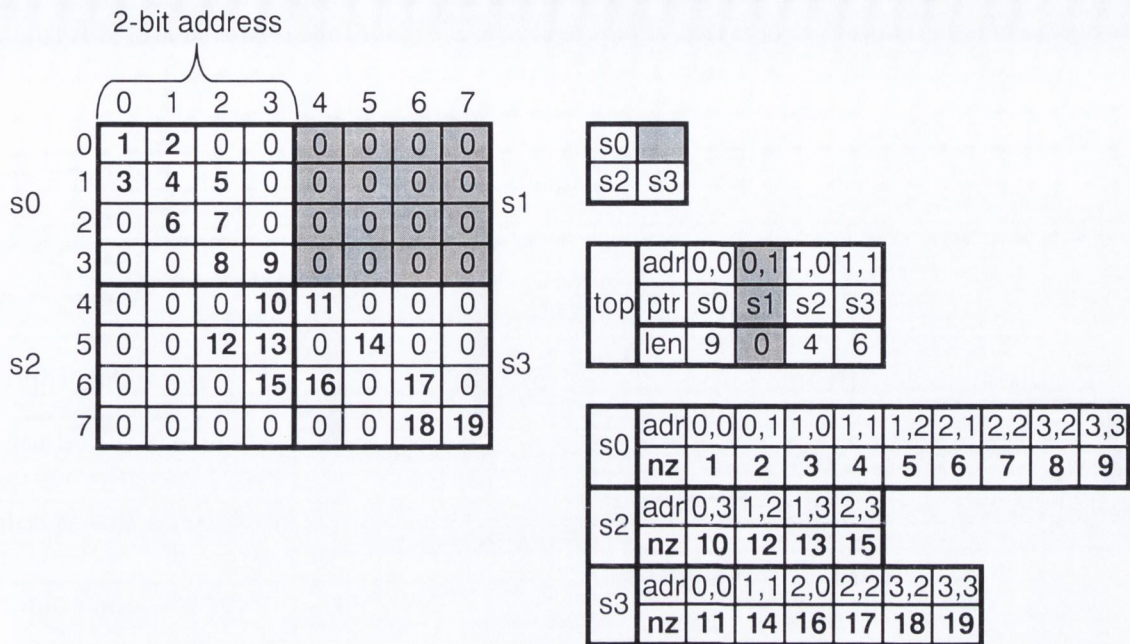 2-bit address
0 1 2 3 4 5 6 7
0 1 2 0 0 0 0 0 0
1 3 4 5 0 0 0 0 0
s0 s1
2 0 6 7 0 0 0 0 0
3 0 0 8 9 0 0 0 0
4 0 0 0 10 11 0 0 0
5 0 0 12 13 0 14 0 0
s2 s3
6 0 0 0 15 16 0 17 0
7 0 0 0 0 0 0 18 19
s0
s2 s3
adr 0,0 0,1 1,0 1,1
top ptr s0 s1 s2 s3
len 9 0 4 6
s0 adr 0,0 0,1 1,0 1,1 1,2 2,1 2,2 3,2 3,3
nz 1 2 3 4 5 6 7 8 9
s2 adr 0,3 1,2 1,3 2,3
nz 10 12 13 15
s3 adr 0,0 1,1 2,0 2,2 3,2 3,3
nz 11 14 16 17 18 19